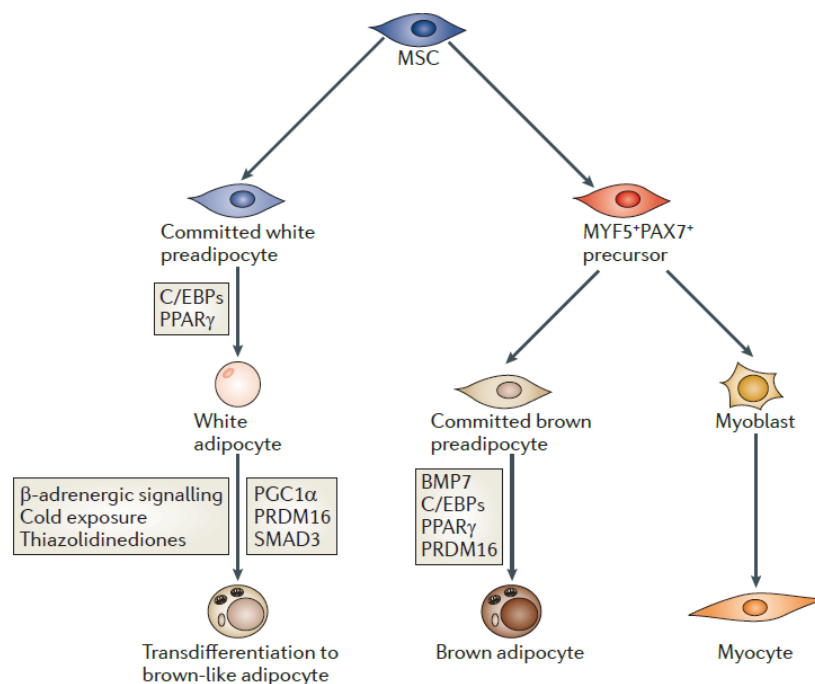 MSC
Committed white
preadipocyte
MYF5⁺PAX7⁺
precursor
C/EBPs
PPARγ
White
adipocyte
Committed brown
preadipocyte
Myoblast
β-adrenergic signalling
Cold exposure
Thiazolidinediones
PGC1α
PRDM16
SMAD3
BMP7
C/EBPs
PPARγ
PRDM16
Transdifferentiation to
brown-like adipocyte
Brown adipocyte
Myocyte